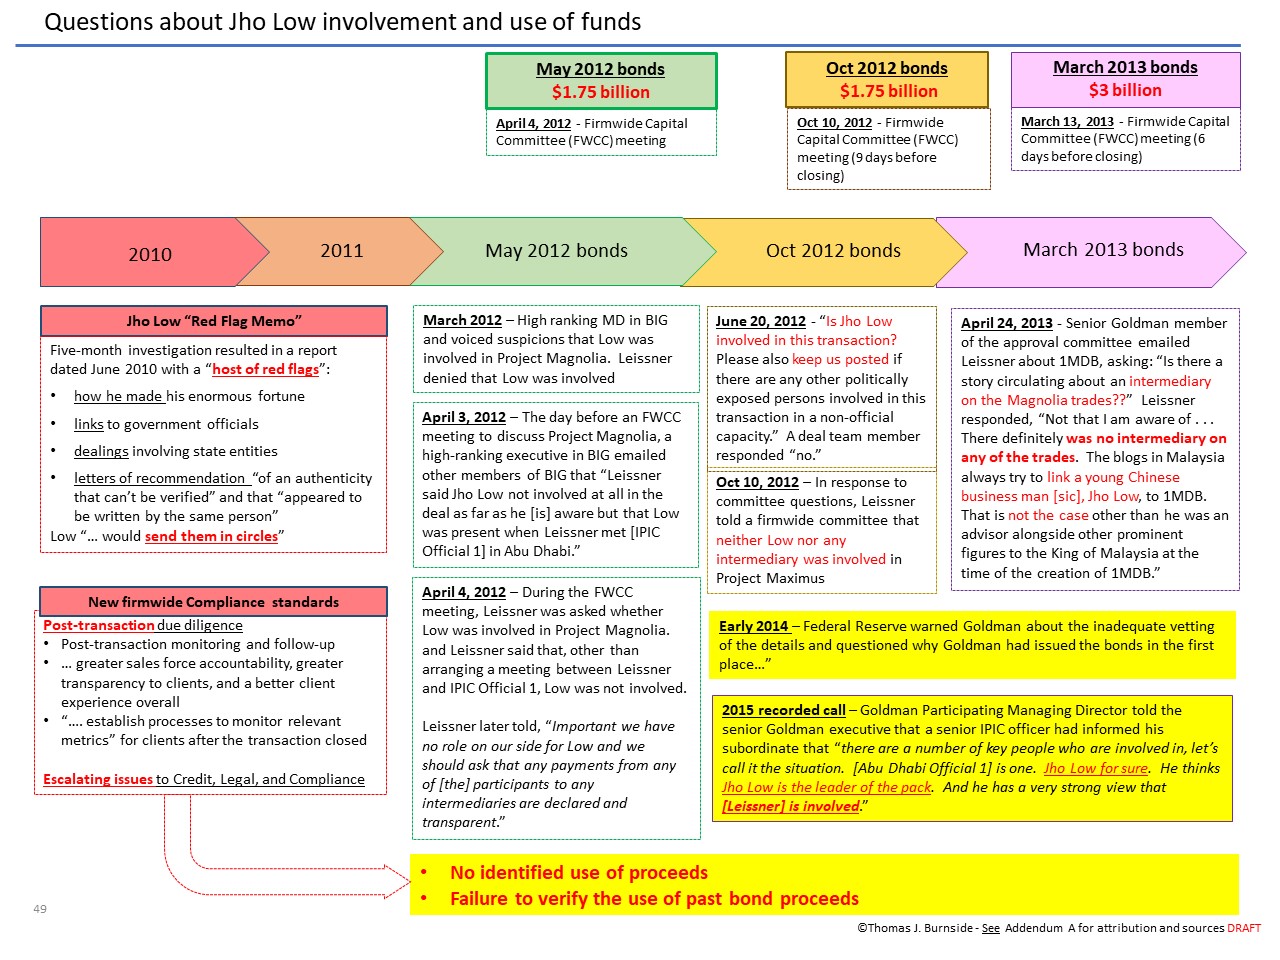 Questions about Jho Low involvement and use of funds
May 2012 bonds
$1.75 billion
April 4, 2012 - Firmwide Capital
Committee (FWCC) meeting
Oct 2012 bonds
$1.75 billion
Oct 10, 2012 - Firmwide
Capital Committee (FWCC)
meeting (9 days before
closing)
March 2013 bonds
$3 billion
March 13, 2013 - Firmwide Capital
Committee (FWCC) meeting (6
days before closing)
2010
2011
May 2012 bonds
Oct 2012 bonds
March 2013 bonds
Jho Low “Red Flag Memo”
Five-month investigation resulted in a report
dated June 2010 with a “host of red flags”:
• how he made his enormous fortune
• links to government officials
• dealings involving state entities
• letters of recommendation “of an authenticity
that can’t be verified” and that “appeared to
be written by the same person”
Low “… would send them in circles”
New firmwide Compliance standards
Post-transaction due diligence
• Post-transaction monitoring and follow-up
• … greater sales force accountability, greater
transparency to clients, and a better client
experience overall
• “…. establish processes to monitor relevant
metrics” for clients after the transaction closed
Escalating issues to Credit, Legal, and Compliance
March 2012 – High ranking MD in BIG
and voiced suspicions that Low was
involved in Project Magnolia. Leissner
denied that Low was involved
April 3, 2012 – The day before an FWCC
meeting to discuss Project Magnolia, a
high-ranking executive in BIG emailed
other members of BIG that “Leissner
said Jho Low not involved at all in the
deal as far as he [is] aware but that Low
was present when Leissner met [IPIC
Official 1] in Abu Dhabi.”
April 4, 2012 – During the FWCC
meeting, Leissner was asked whether
Low was involved in Project Magnolia.
and Leissner said that, other than
arranging a meeting between Leissner
and IPIC Official 1, Low was not involved.
Leissner later told, “Important we have
no role on our side for Low and we
should ask that any payments from any
of [the] participants to any
intermediaries are declared and
transparent.”
June 20, 2012 - “Is Jho Low
involved in this transaction?
Please also keep us posted if
there are any other politically
exposed persons involved in this
transaction in a non-official
capacity.” A deal team member
responded “no.”
Oct 10, 2012 – In response to
committee questions, Leissner
told a firmwide committee that
neither Low nor any
intermediary was involved in
Project Maximus
April 24, 2013 - Senior Goldman member
of the approval committee emailed
Leissner about 1MDB, asking: “Is there a
story circulating about an intermediary
on the Magnolia trades??” Leissner
responded, “Not that I am aware of . . .
There definitely was no intermediary on
any of the trades. The blogs in Malaysia
always try to link a young Chinese
business man [sic], Jho Low, to 1MDB.
That is not the case other than he was an
advisor alongside other prominent
figures to the King of Malaysia at the
time of the creation of 1MDB.”
Early 2014 – Federal Reserve warned Goldman about the inadequate vetting
of the details and questioned why Goldman had issued the bonds in the first
place…”
2015 recorded call – Goldman Participating Managing Director told the
senior Goldman executive that a senior IPIC officer had informed his
subordinate that “there are a number of key people who are involved in, let’s
call it the situation. [Abu Dhabi Official 1] is one. Jho Low for sure. He thinks
Jho Low is the leader of the pack. And he has a very strong view that
[Leissner] is involved.”
• No identified use of proceeds
• Failure to verify the use of past bond proceeds
49
©Thomas J. Burnside - See Addendum A for attribution and sources DRAFT